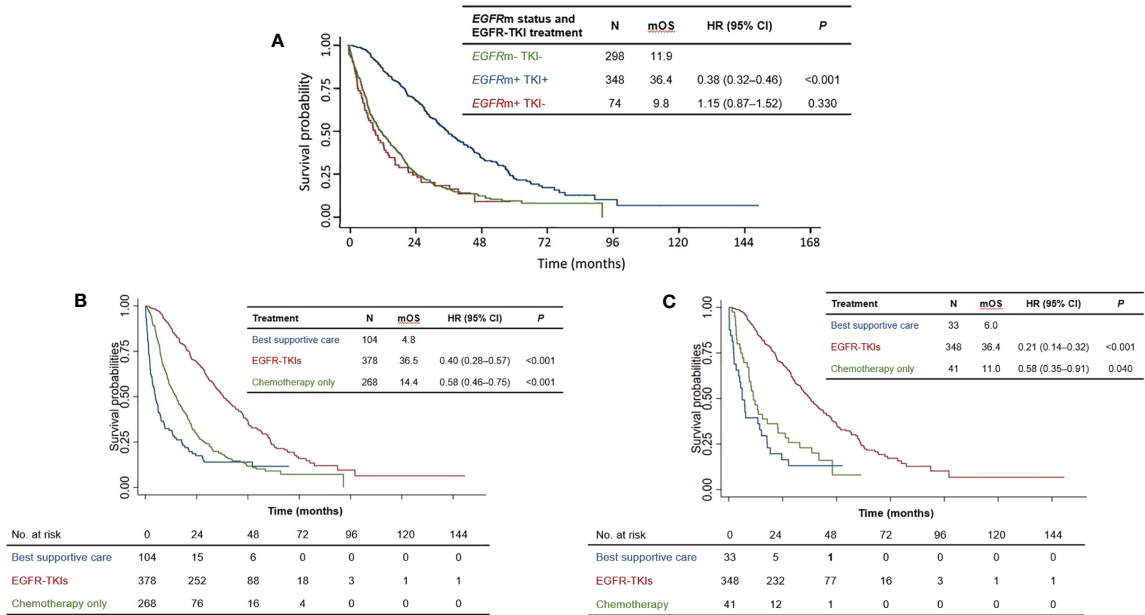 A
EGFRm status and EGFR-TKI treatment N mOS HR (95% CI) P
EGFRm- TKI- 298 11.9
EGFRm+ TKI+ 348 36.4 0.38 (0.32–0.46) <0.001
EGFRm+ TKI- 74 9.8 1.15 (0.87–1.52) 0.330
Survival probability
1.00
0.75
0.50
0.25
0.00
0 24 48 72 96 120 144 168
Time (months)
B
Treatment N mOS HR (95% CI) P
Best supportive care 104 4.8
EGFR-TKIs 378 36.5 0.40 (0.28–0.57) <0.001
Chemotherapy only 268 14.4 0.58 (0.46–0.75) <0.001
Survival probabilities
1.00
0.75
0.50
0.25
0.00
Time (months)
No. at risk 0 24 48 72 96 120 144
Best supportive care 104 15 6 0 0 0 0
EGFR-TKIs 378 252 88 18 3 1 1
Chemotherapy only 268 76 16 4 0 0 0
C
Treatment N mOS HR (95% CI) P
Best supportive care 33 6.0
EGFR-TKIs 348 36.4 0.21 (0.14–0.32) <0.001
Chemotherapy only 41 11.0 0.58 (0.35–0.91) 0.040
Survival probabilities
1.00
0.75
0.50
0.25
0.00
Time (months)
No. at risk 0 24 48 72 96 120 144
Best supportive care 33 5 1 0 0 0 0
EGFR-TKIs 348 232 77 16 3 1 1
Chemotherapy 41 12 1 0 0 0 0